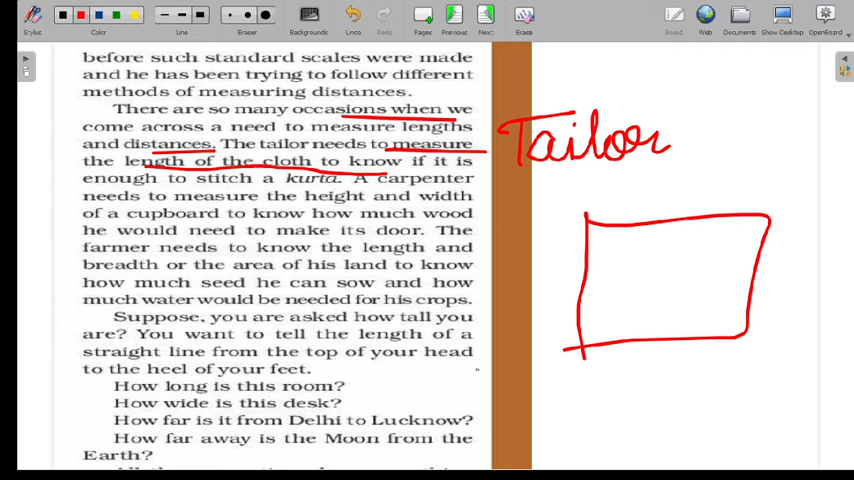 Stylus
Color
Line
Eraser
Backgrounds
Undo
Redo
Pages
Previous
Next
Erase
Board
Web
Documents
Desktop
OpenBoard
before such standard scales were made
and he has been trying to follow different
methods of measuring distances.
There are so many occasions when we
come across a need to measure lengths
and distances. The tailor needs to measure
the length of the cloth to know if it is
enough to stitch a kurta. A carpenter
needs to measure the height and width
of a cupboard to know how much wood
he would need to make its door. The
farmer needs to know the length and
breadth or the area of his land to know
how much seed he can sow and how
much water would be needed for his crops.
Suppose, you are asked how tall you
are? You want to tell the length of a
straight line from the top of your head
to the heel of your feet.
How long is this room?
How wide is this desk?
How far is it from Delhi to Lucknow?
How far away is the Moon from the
Earth?
Tailor